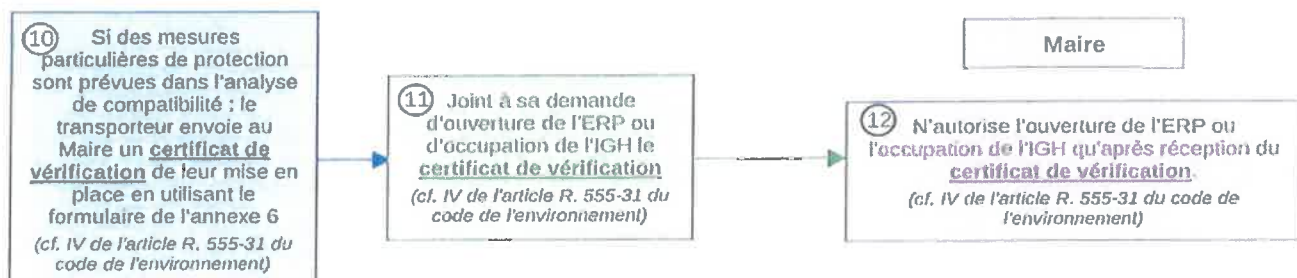 10 Si des mesures
particulières de protection
sont prévues dans l'analyse
de compatibilité : le
transporteur envoie au
Maire un certificat de
vérification de leur mise en
place en utilisant le
formulaire de l'annexe 6
(cf. IV de l'article R. 555-31 du
code de l'environnement)
11 Joint à sa demande
d'ouverture de l'ERP ou
d'occupation de l'IGH le
certificat de vérification
(cf. IV de l'article R. 555-31 du
code de l'environnement)
Maire
12 N'autorise l'ouverture de l'ERP ou
l'occupation de l'IGH qu'après réception du
certificat de vérification.
(cf. IV de l'article R. 555-31 du code de
l'environnement)